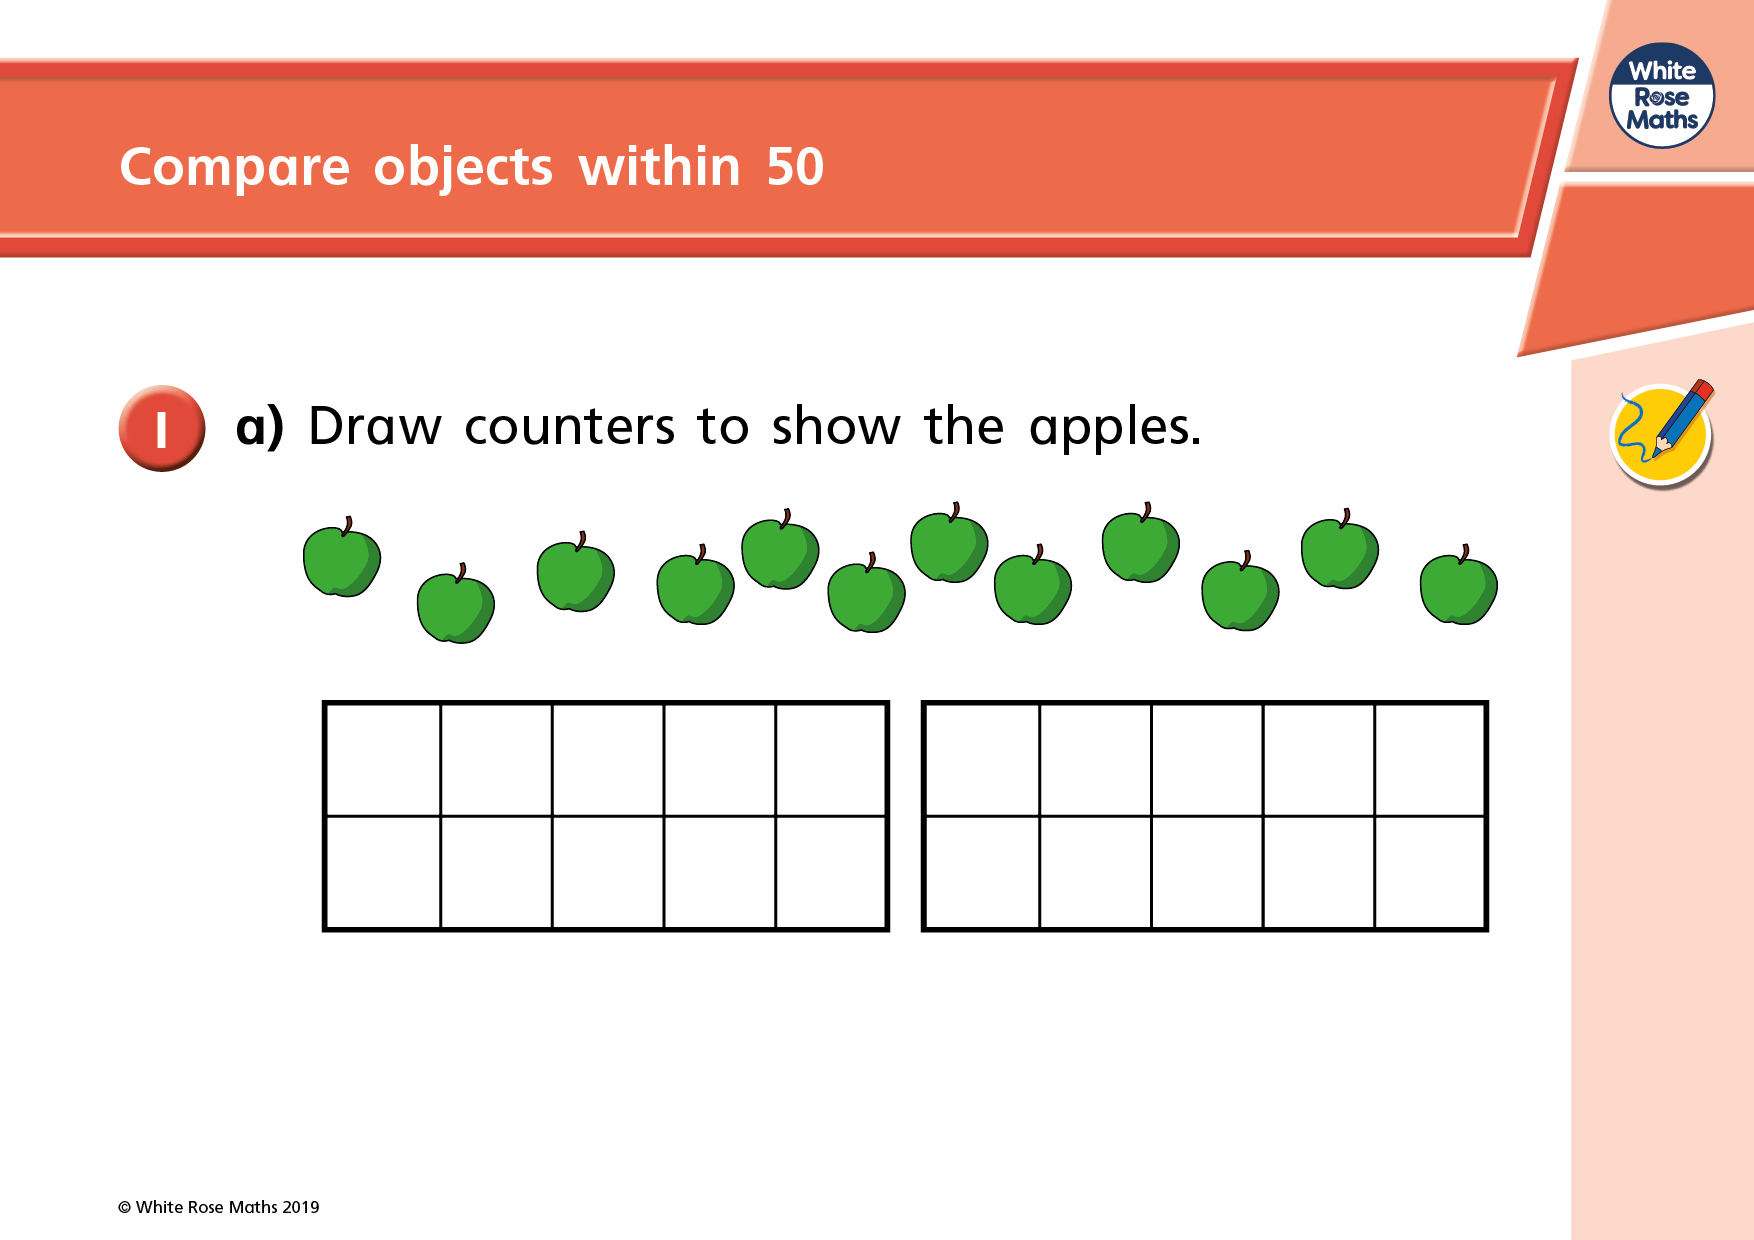 White
Rose
Maths
Compare objects within 50
1 a) Draw counters to show the apples.
© White Rose Maths 2019